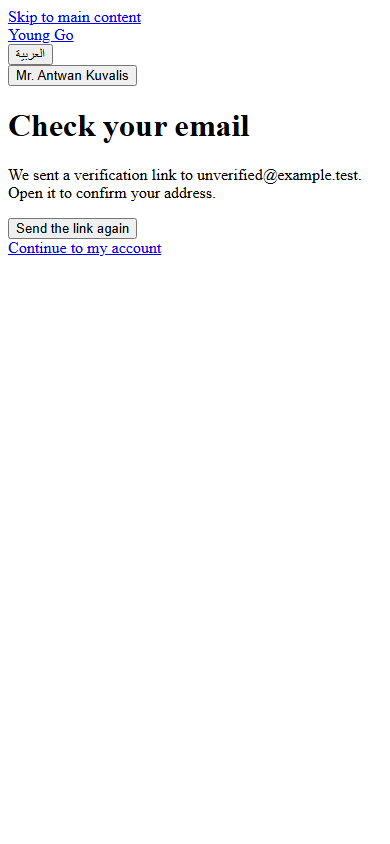 Skip to main content
Young Go
العربية
Mr. Antwan Kuvalis
Check your email
We sent a verification link to unverified@example.test.
Open it to confirm your address.
Send the link again
Continue to my account